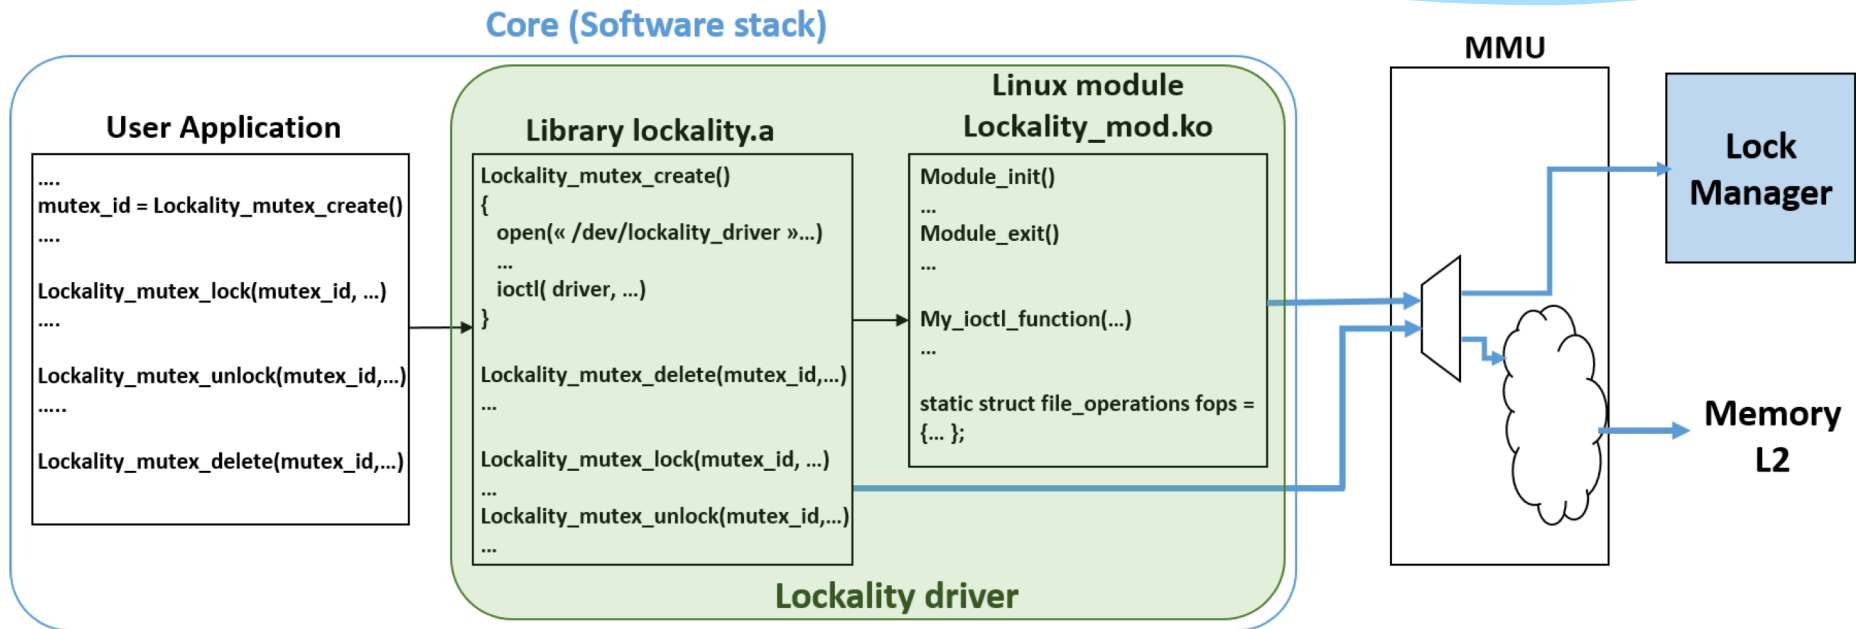 Core (Software stack)
User Application
….
mutex_id = Lockality_mutex_create()
….
Lockality_mutex_lock(mutex_id, …)
….
Lockality_mutex_unlock(mutex_id,…)
…..
Lockality_mutex_delete(mutex_id,…)
Library lockality.a
Lockality_mutex_create()
{
open(« /dev/lockality_driver »…)
…
ioctl( driver, …)
}
Lockality_mutex_delete(mutex_id,…)
…
Lockality_mutex_lock(mutex_id, …)
…
Lockality_mutex_unlock(mutex_id,…)
…
Linux module
Lockality_mod.ko
Module_init()
…
Module_exit()
…
My_ioctl_function(…)
…
static struct file_operations fops =
{… };
Lockality driver
MMU
Lock
Manager
Memory
L2